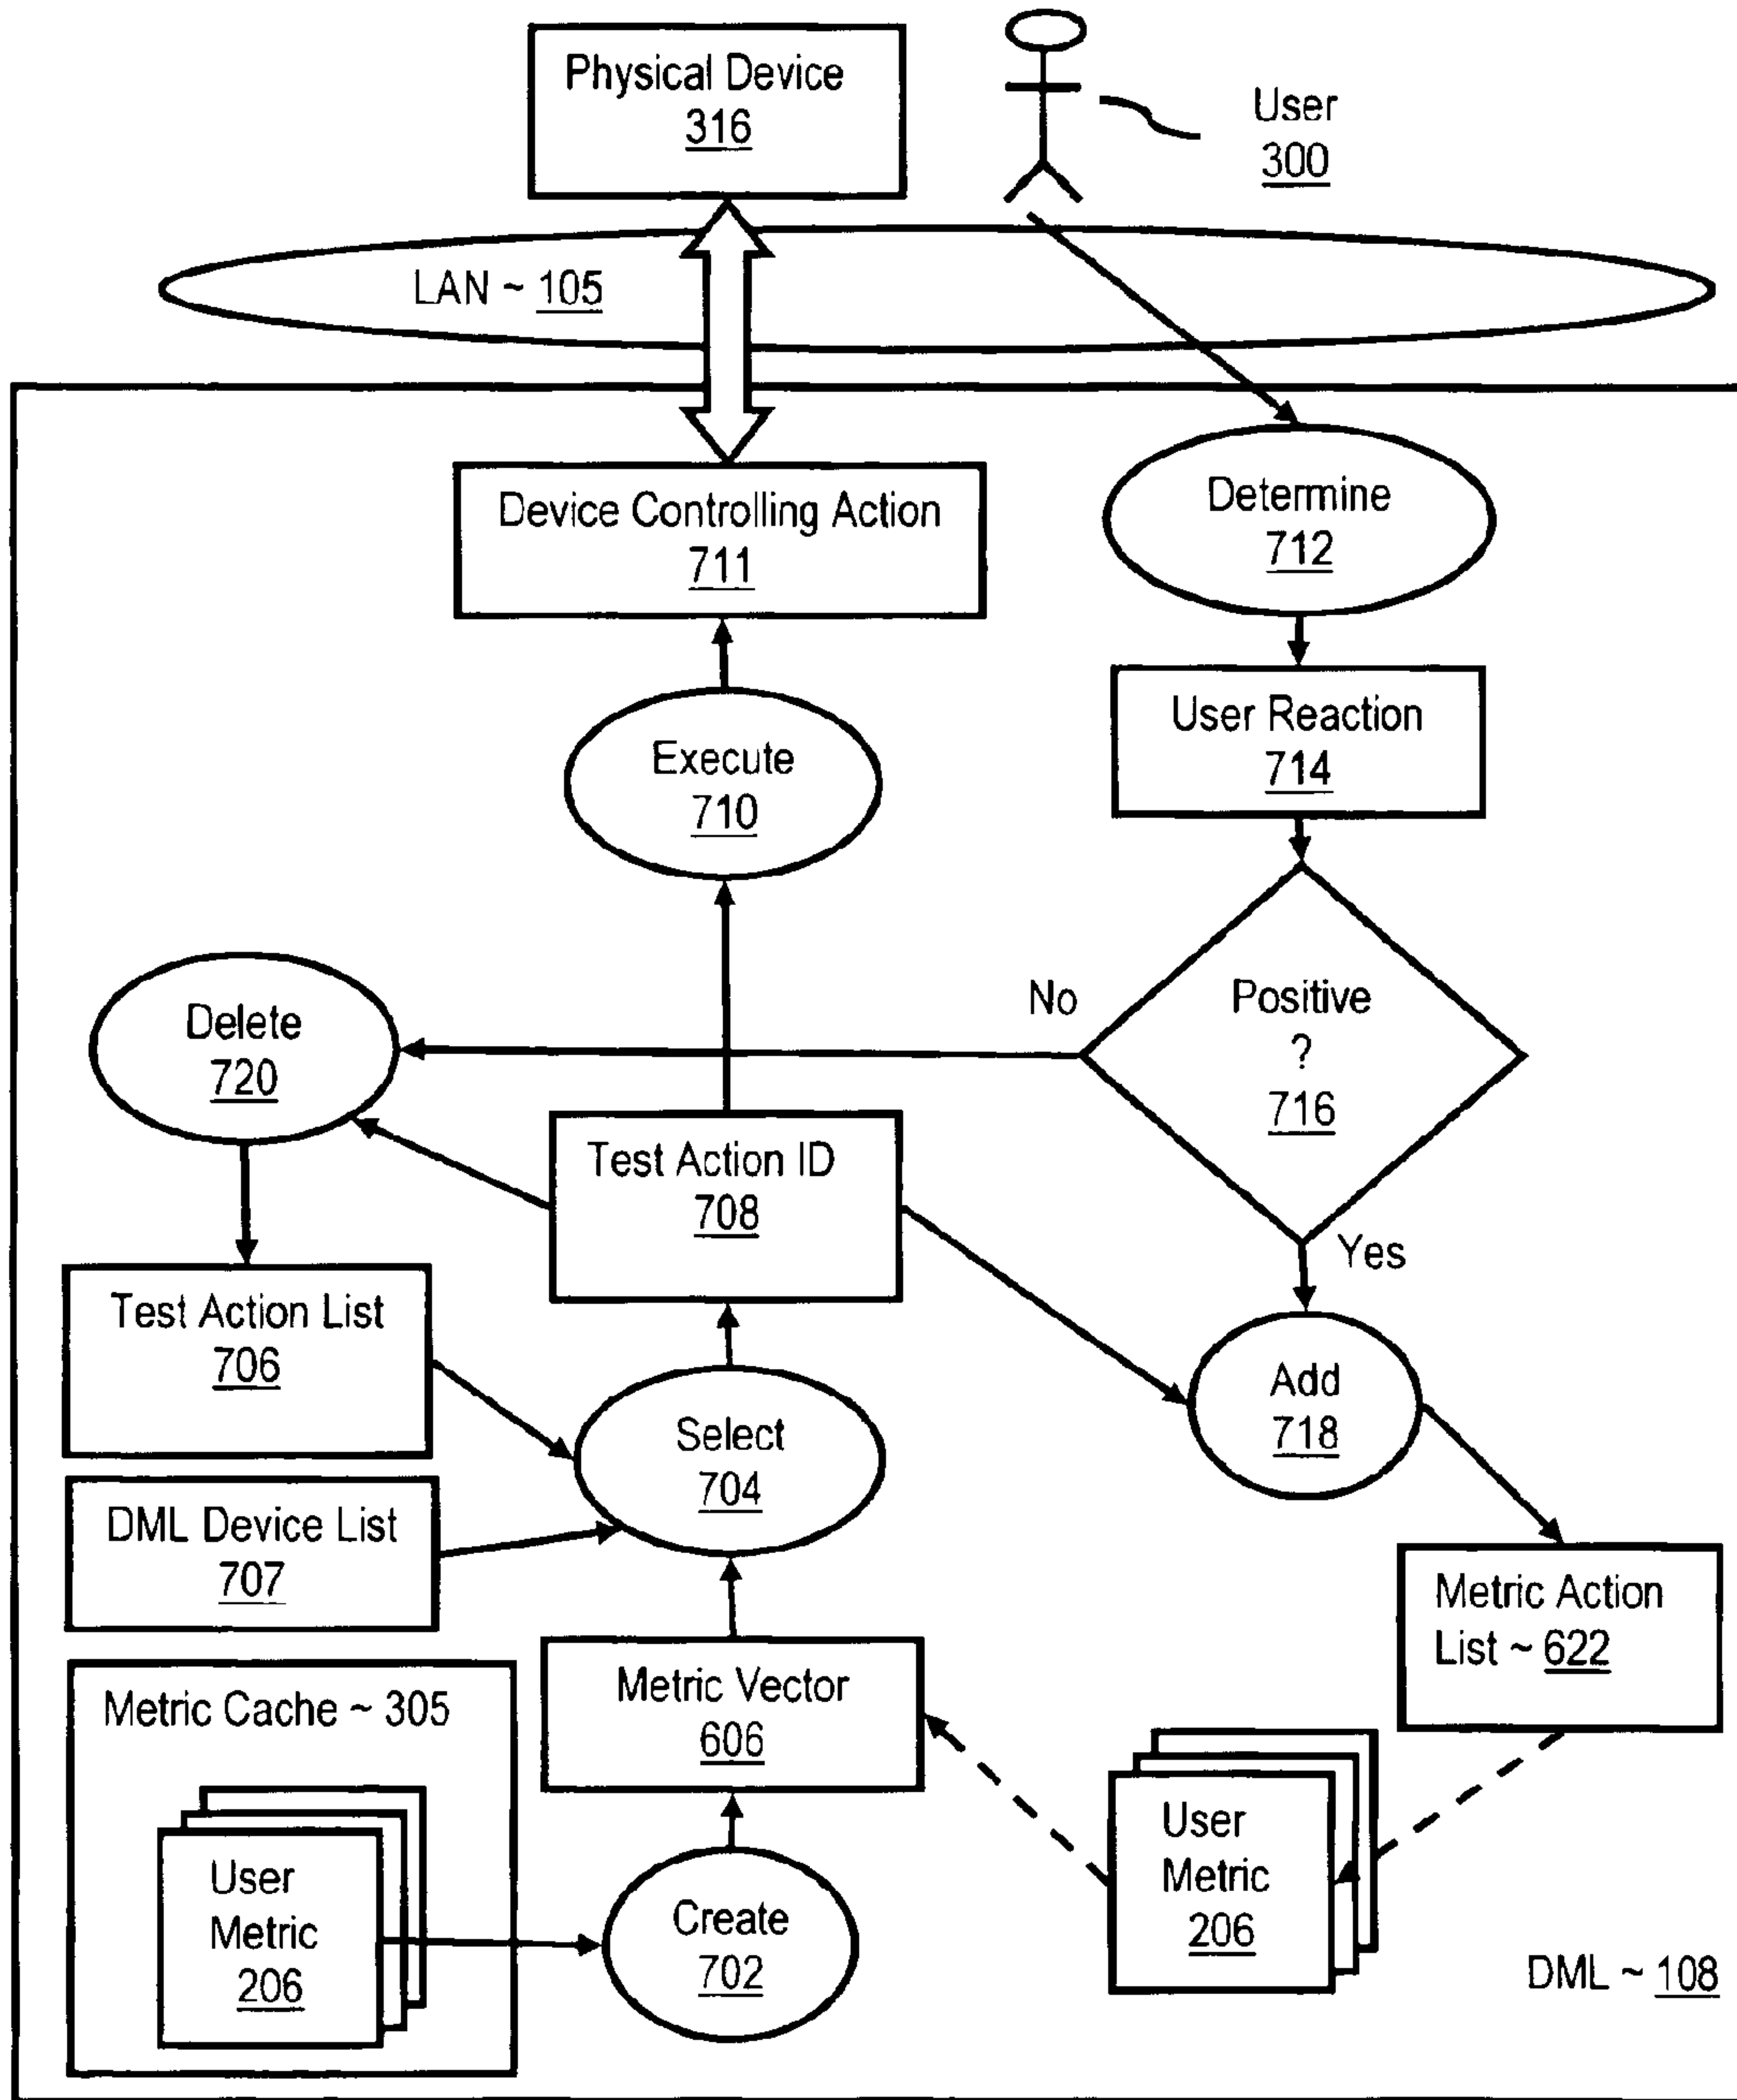 Physical Device
316
User
300
LAN ~ 105
Device Controlling Action
711
Determine
712
User Reaction
714
Execute
710
Positive
?
716
No
Yes
Delete
720
Test Action ID
708
Test Action List
706
Add
718
Select
704
DML Device List
707
Metric Action
List ~ 622
Metric Vector
606
Metric Cache ~ 305
User
Metric
206
Create
702
User
Metric
206
DML ~ 108